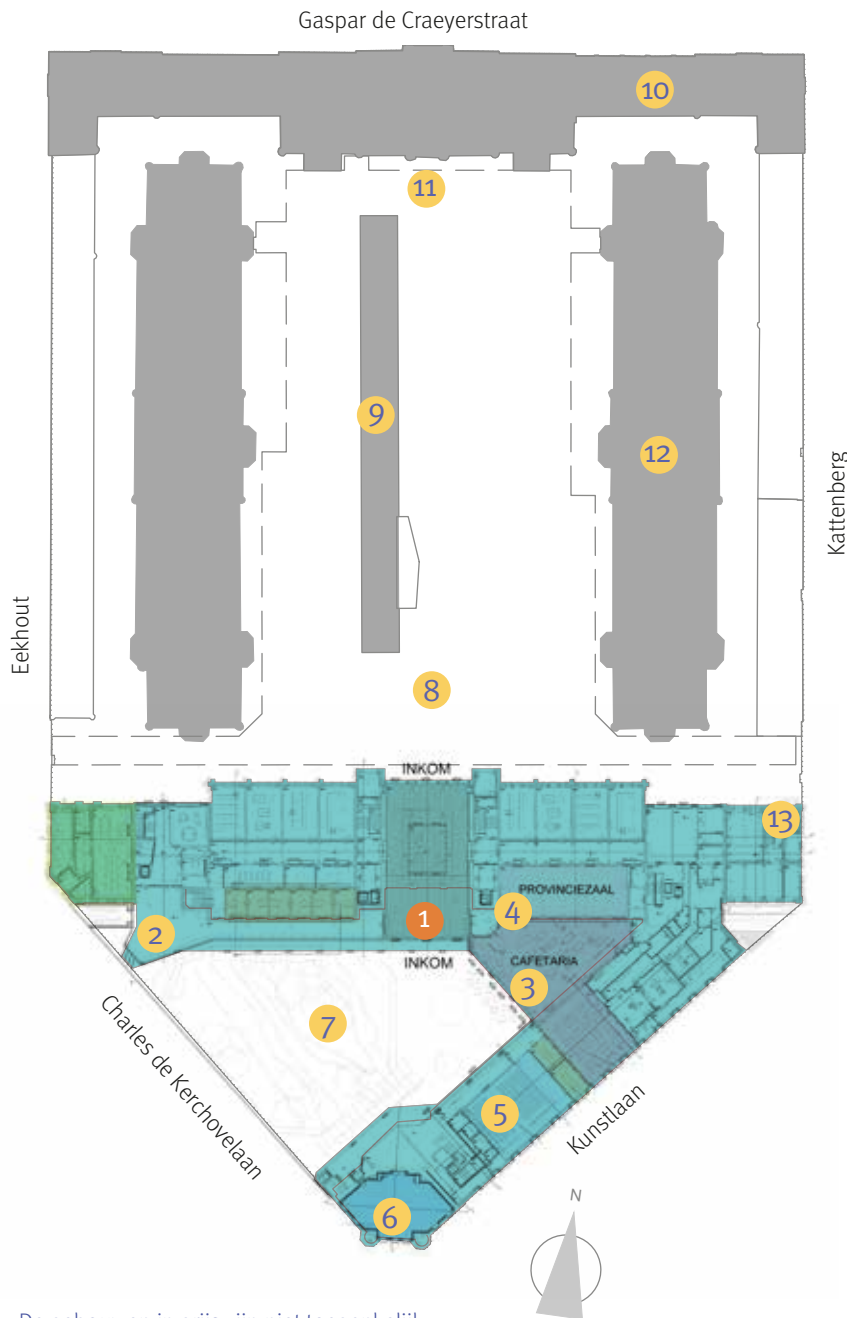 Gaspar de Craeyerstraat
10
11
9
12
Kattenberg
Eekhout
8
INKOM
13
PROVINCIEZAAL
4
1
2
INKOM
CAFETARIA
3
7
Charles de Kerchovelaan
Kunstlaan
5
6
N